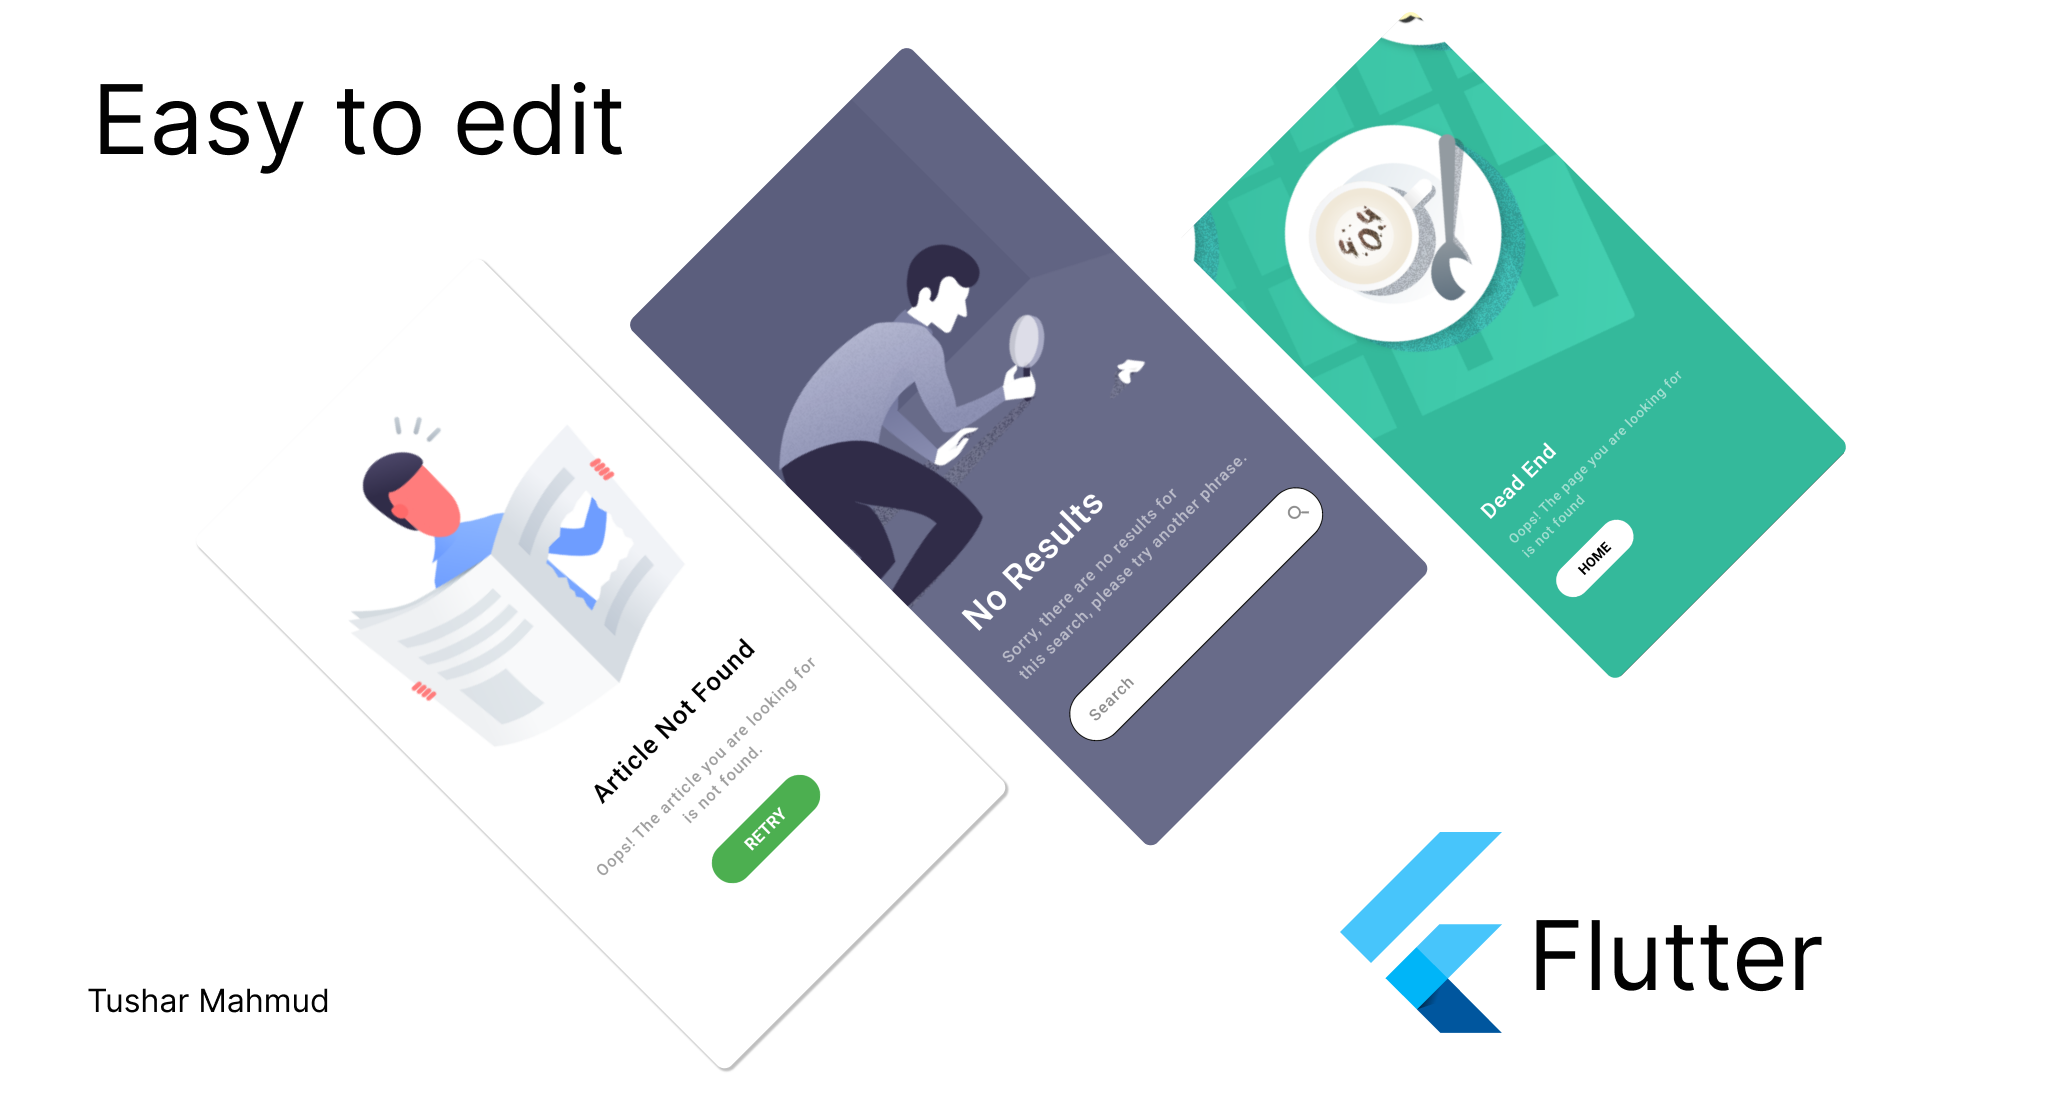 Easy to edit
Article Not Found
Oops! The article you are looking for
is not found.
RETRY
No Results
Sorry, there are no results for
this search, please try another phrase.
Search
404
Dead End
Oops! The page you are looking for
is not found
HOME
Tushar Mahmud
Flutter